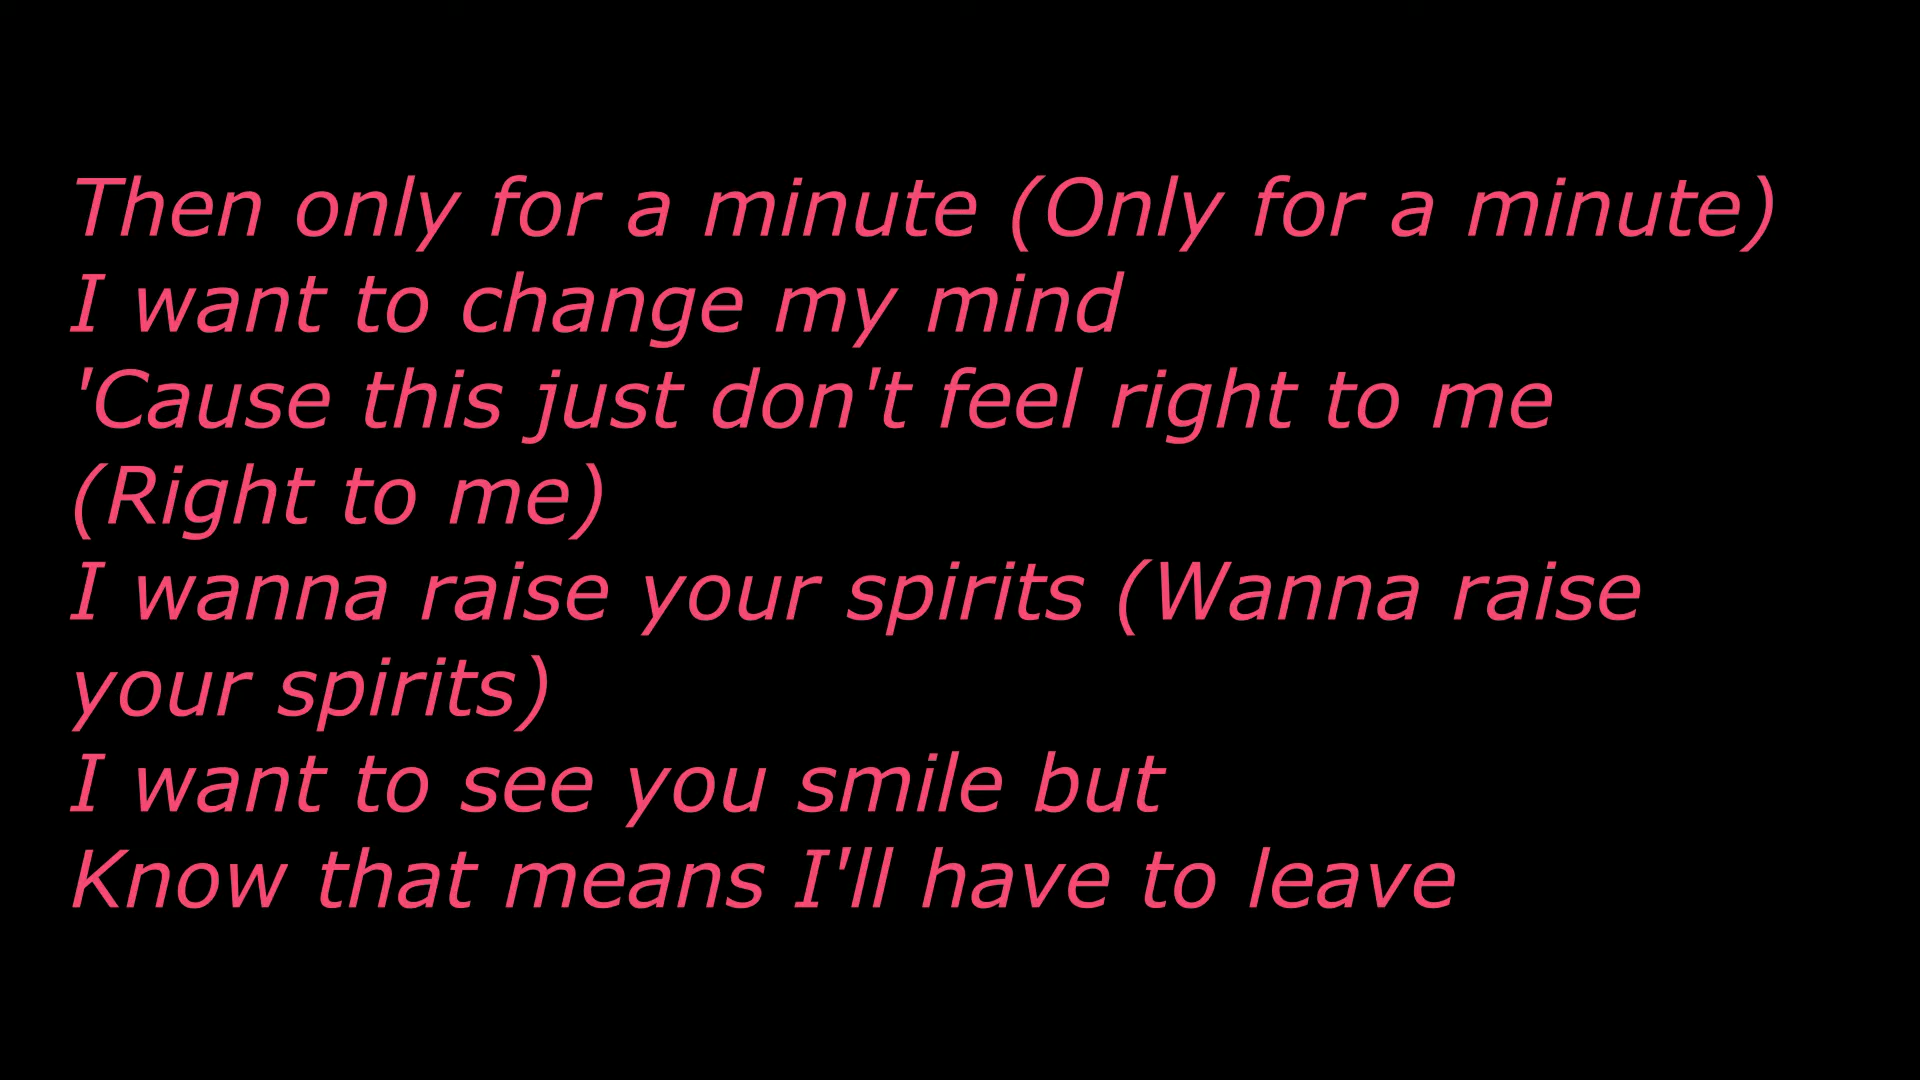 Then only for a minute (Only for a minute)
I want to change my mind
'Cause this just don't feel right to me
(Right to me)
I wanna raise your spirits (Wanna raise
your spirits)
I want to see you smile but
Know that means I'll have to leave